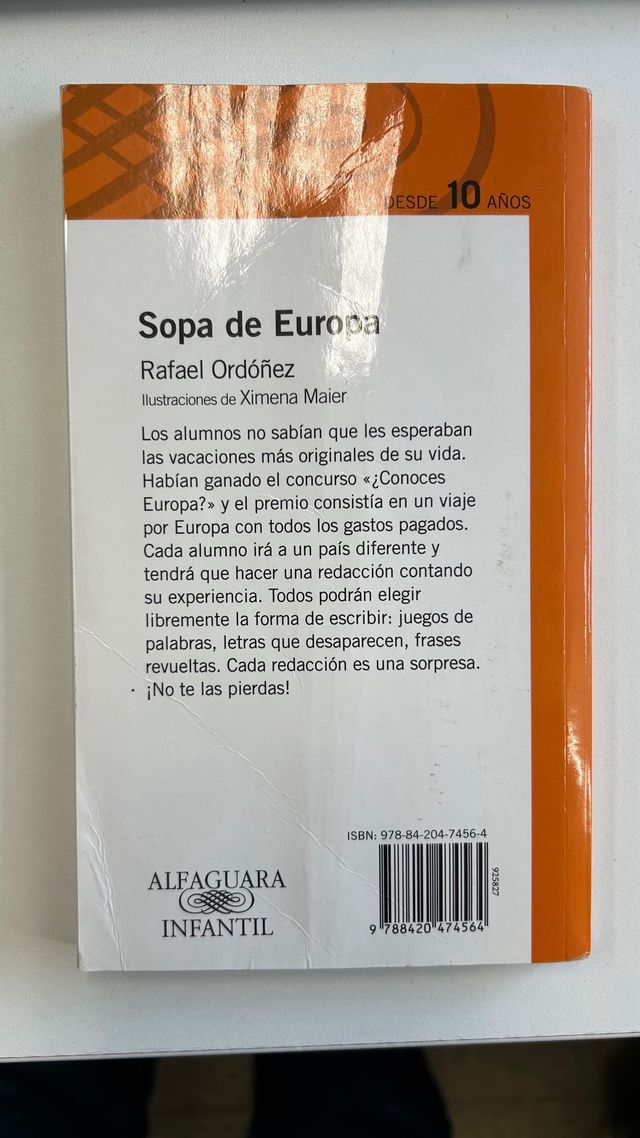 DESDE 10 AÑOS
Sopa de Europa
Rafael Ordóñez
Ilustraciones de Ximena Maier
Los alumnos no sabían que les esperaban
las vacaciones más originales de su vida.
Habían ganado el concurso «¿Conoces
Europa?» y el premio consistía en un viaje
por Europa con todos los gastos pagados.
Cada alumno irá a un país diferente y
tendrá que hacer una redacción contando
su experiencia. Todos podrán elegir
libremente la forma de escribir: juegos de
palabras, letras que desaparecen, frases
revueltas. Cada redacción es una sorpresa.
¡No te las pierdas!
ISBN: 978-84-204-7456-4
925827
9 788420 474564
ALFAGUARA
INFANTIL